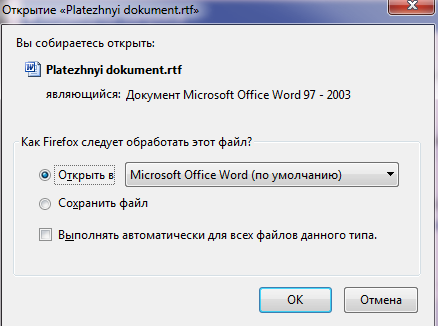 Открытие «Platezhnyi dokument.rtf»
Вы собираетесь открыть:
Platezhnyi dokument.rtf
являющийся: Документ Microsoft Office Word 97 - 2003
Как Firefox следует обработать этот файл?
Открыть в Microsoft Office Word (по умолчанию)
Сохранить файл
Выполнять автоматически для всех файлов данного типа.
OK Отмена